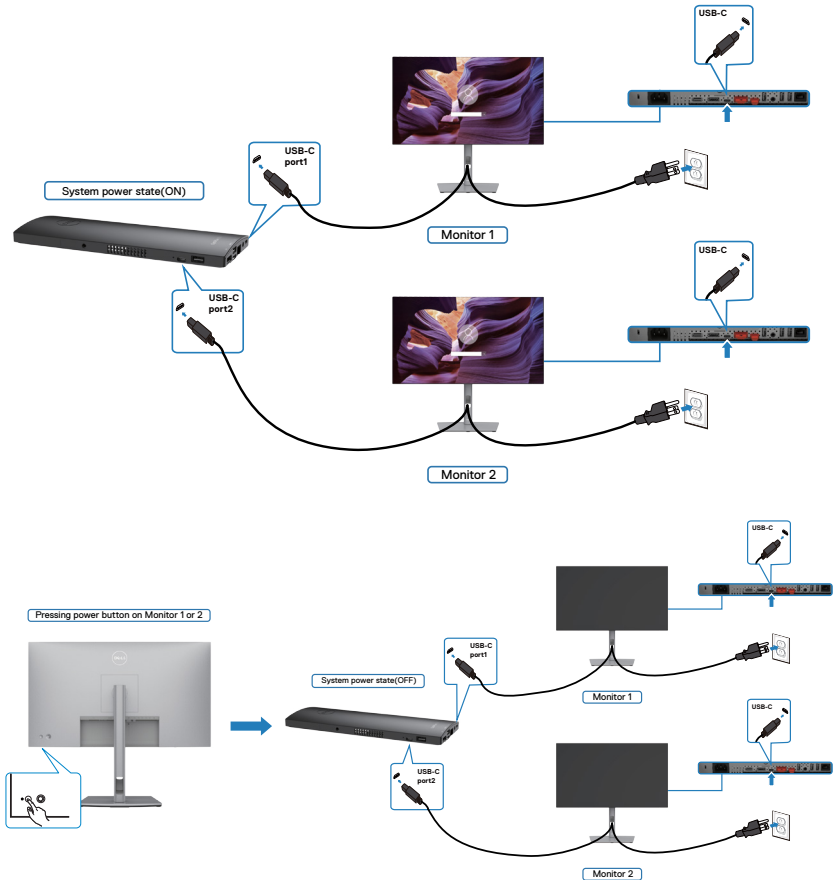 USB-C
USB-C
port1
System power state(ON)
Monitor 1
USB-C
USB-C
port2
Monitor 2
USB-C
Pressing power button on Monitor 1 or 2
DELL
USB-C
port1
System power state(OFF)
Monitor 1
USB-C
USB-C
port2
Monitor 2